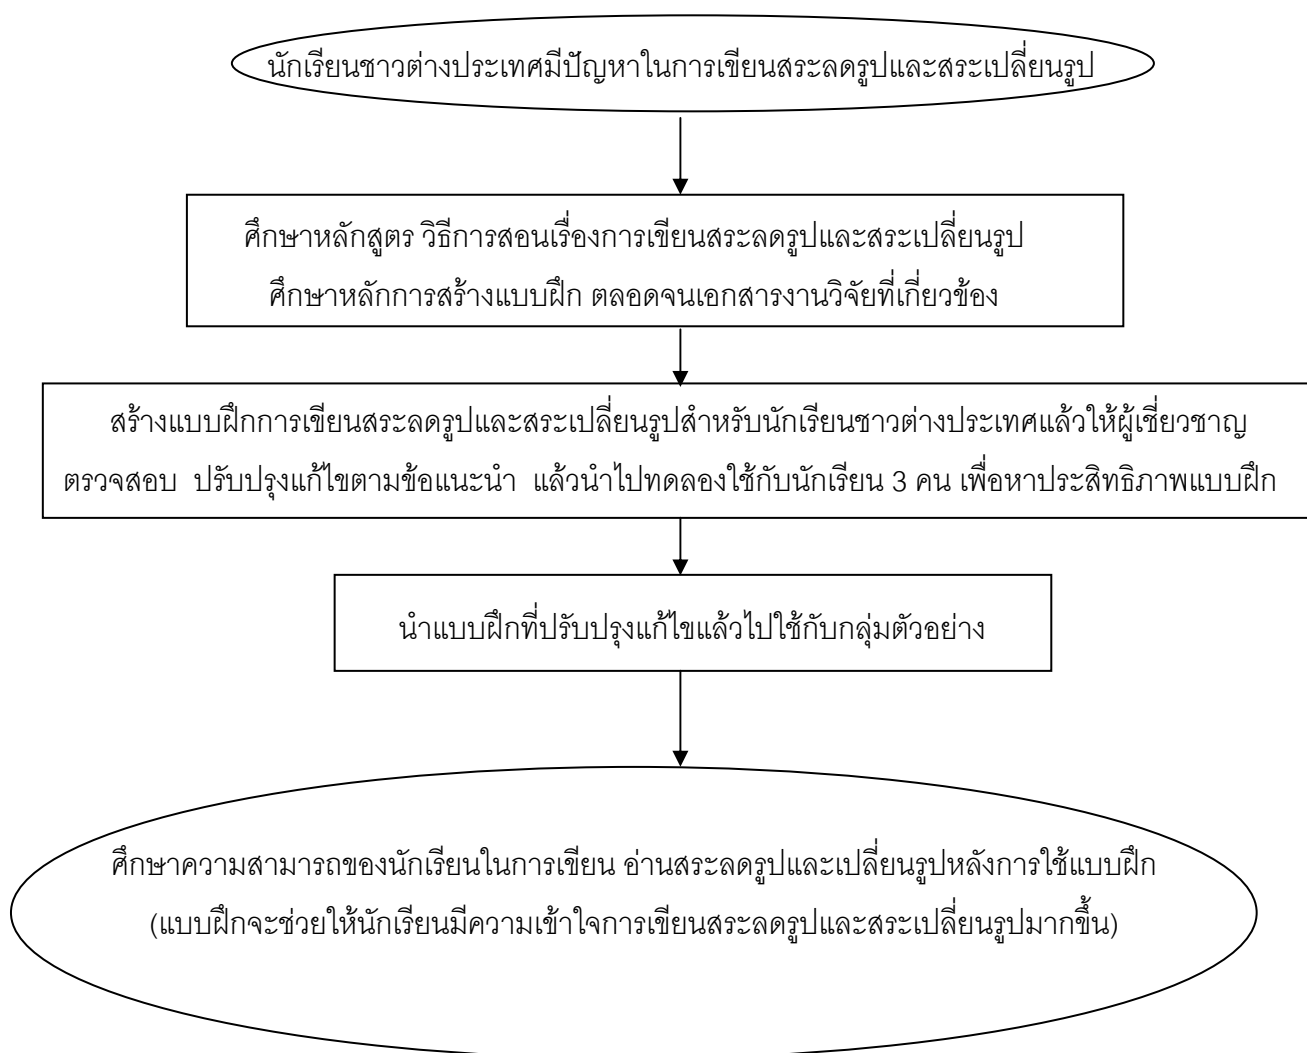 นักเรียนชาวต่างประเทศมีปัญหาในการเขียนสระลดรูปและสระเปลี่ยนรูป
ศึกษาหลักสูตร วิธีการสอนเรื่องการเขียนสระลดรูปและสระเปลี่ยนรูป
ศึกษาหลักการสร้างแบบฝึก ตลอดจนเอกสารงานวิจัยที่เกี่ยวข้อง
สร้างแบบฝึกการเขียนสระลดรูปและสระเปลี่ยนรูปสำหรับนักเรียนชาวต่างประเทศแล้วให้ผู้เชี่ยวชาญ
ตรวจสอบ ปรับปรุงแก้ไขตามข้อแนะนำ แล้วนำไปทดลองใช้กับนักเรียน 3 คน เพื่อหาประสิทธิภาพแบบฝึก
นำแบบฝึกที่ปรับปรุงแก้ไขแล้วไปใช้กับกลุ่มตัวอย่าง
ศึกษาความสามารถของนักเรียนในการเขียน อ่านสระลดรูปและเปลี่ยนรูปหลังการใช้แบบฝึก
(แบบฝึกจะช่วยให้นักเรียนมีความเข้าใจการเขียนสระลดรูปและสระเปลี่ยนรูปมากขึ้น)